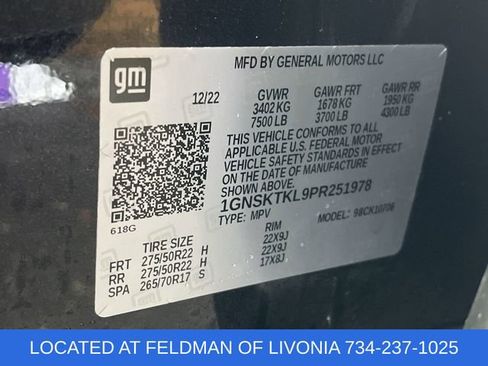 gm
MFD BY GENERAL MOTORS LLC
12/22
GVWR GAWR FRT GAWR RR
3402 KG 1678 KG 1950 KG
7500 LB 3700 LB 4300 LB
THIS VEHICLE CONFORMS TO ALL
APPLICABLE U.S. FEDERAL MOTOR
VEHICLE SAFETY AND THEFT
PREVENTION STANDARDS IN EFFECT
ON THE DATE OF MANUFACTURE
SHOWN ABOVE.
1GNSKTKL9PR251978
TYPE: MPV 98CK10706
618G
TIRE SIZE RIM
FRT 275/50R22 H 22X9J
RR 275/50R22 H 22X9J
SPA 265/70R17 S 17X8J
LOCATED AT FELDMAN OF LIVONIA 734-237-1025